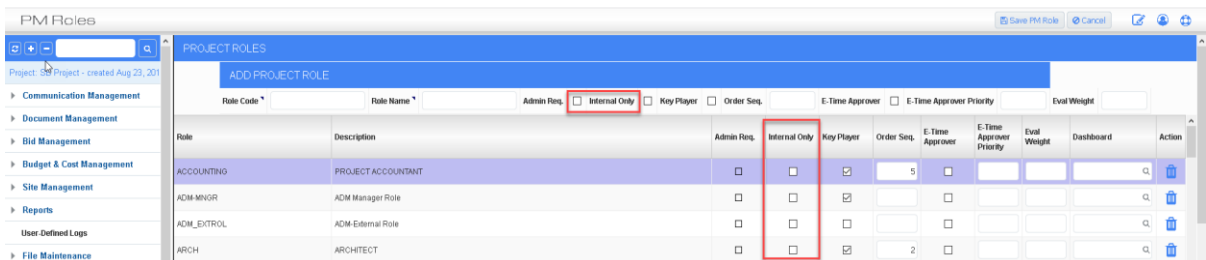 PM Roles
Save PM Role Cancel
PROJECT ROLES
Project: SB Project - created Aug 23, 201
ADD PROJECT ROLE
Communication Management
Role Code Role Name Admin Req. Internal Only Key Player Order Seq. E-Time Approver E-Time Approver Priority Eval Weight
Document Management
Bid Management
Budget & Cost Management
Site Management
Reports
User-Defined Logs
File Maintenance
Role Description Admin Req. Internal Only Key Player Order Seq. E-Time Approver E-Time Approver Priority Eval Weight Dashboard Action
ACCOUNTING PROJECT ACCOUNTANT 5
ADM-MNGR ADM Manager Role
ADM_EXTROL ADM-External Role
ARCH ARCHITECT 2